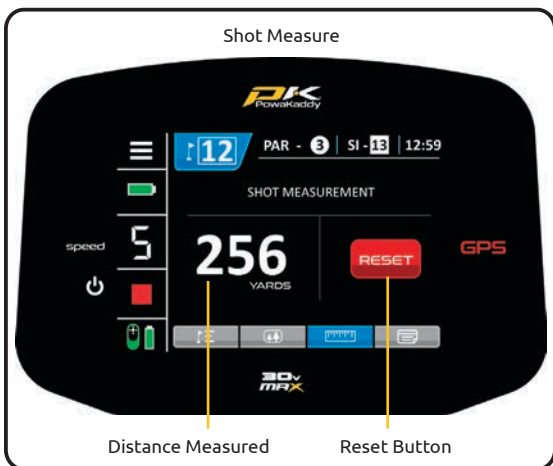 Shot Measure
PK
PowaKaddy
12 PAR - 3 SI - 13 12:59
SHOT MEASUREMENT
speed 5
256
YARDS
RESET
GPS
30V
MAX
Distance Measured Reset Button